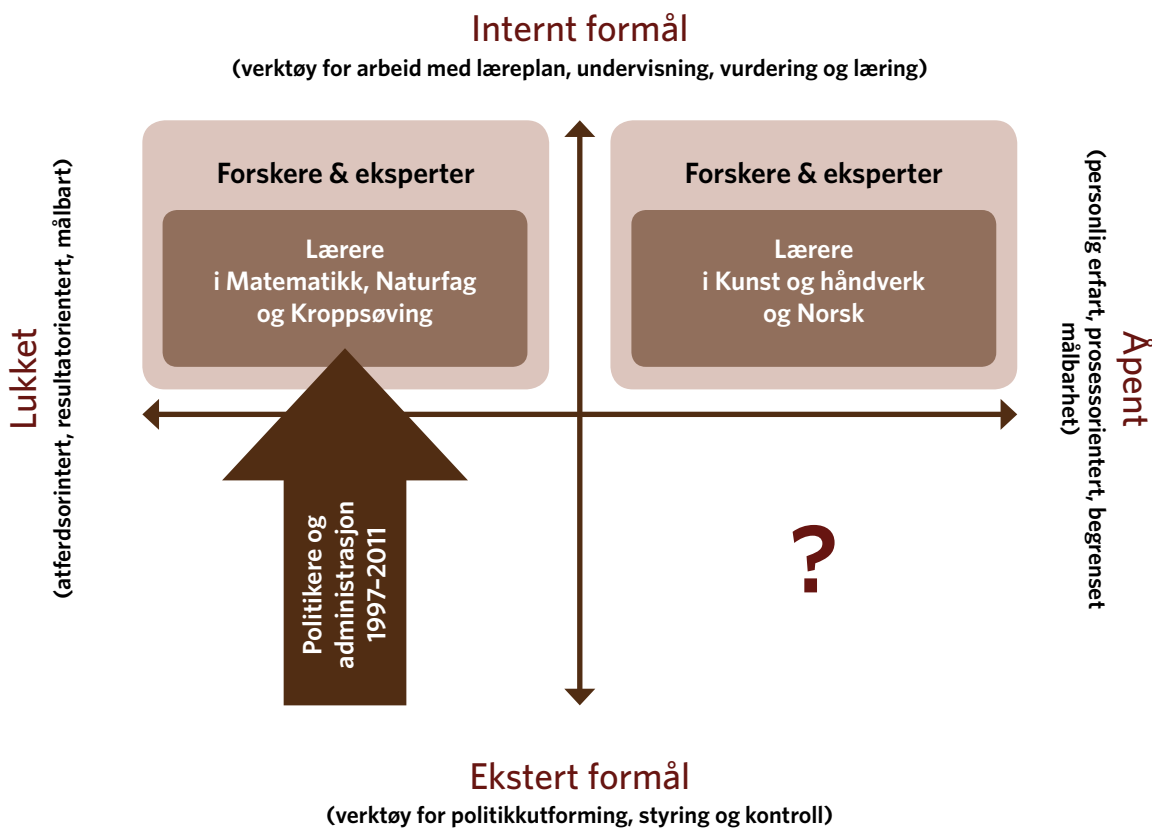 Internt formål
(verktøy for arbeid med læreplan, undervisning, vurdering og læring)
Lukket
(atferdsorintert, resultatorientert, målbart)
Forskere & eksperter
Lærere
i Matematikk, Naturfag
og Kroppsøving
Forskere & eksperter
Lærere
i Kunst og håndverk
og Norsk
Åpent
(personlig erfart, prosessorientert, begrenset
målbarhet)
Politikere og
administrasjon
1997–2011
?
Ekstert formål
(verktøy for politikkutforming, styring og kontroll)